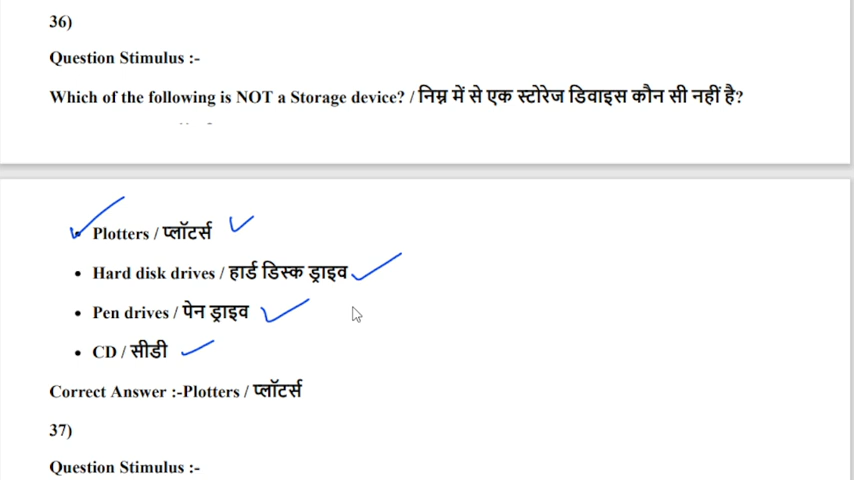 36)
Question Stimulus :-
Which of the following is NOT a Storage device? / निम्न में से एक स्टोरेज डिवाइस कौन सी नहीं है?
• Plotters / प्लॉटर्स
• Hard disk drives / हार्ड डिस्क ड्राइव
• Pen drives / पेन ड्राइव
• CD / सीडी
Correct Answer :-Plotters / प्लॉटर्स
37)
Question Stimulus :-